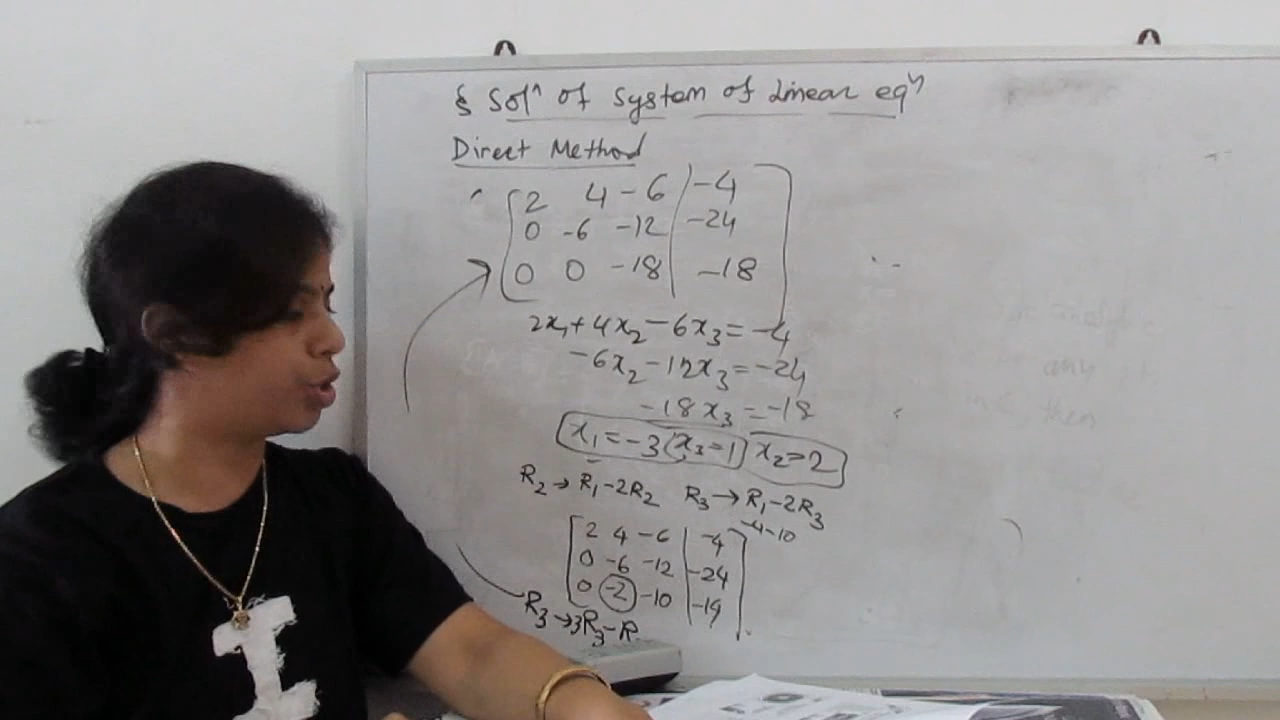 § Solⁿ of System of Linear eqⁿ
Direct Method
2 4 -6 | -4
0 -6 -12 | -24
0 0 -18 | -18
2x₁+4x₂-6x₃=-4
-6x₂-12x₃=-24
-18x₃=-18
x₁=-3 x₃=1 x₂=2
R₂→R₁-2R₂ R₃→R₁-2R₃
-4-10
2 4 -6 | -4
0 -6 -12 | -24
0 -2 -10 | -14
R₃→3R₃-R
I